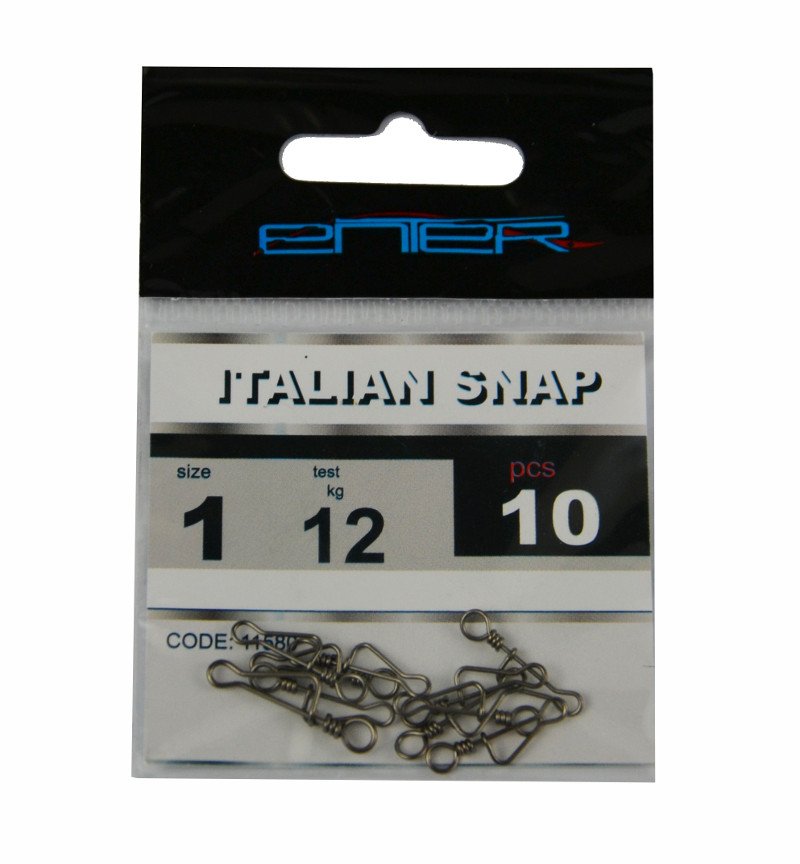 enTER
ITALIAN SNAP
size test pcs
kg
1 12 10
CODE: